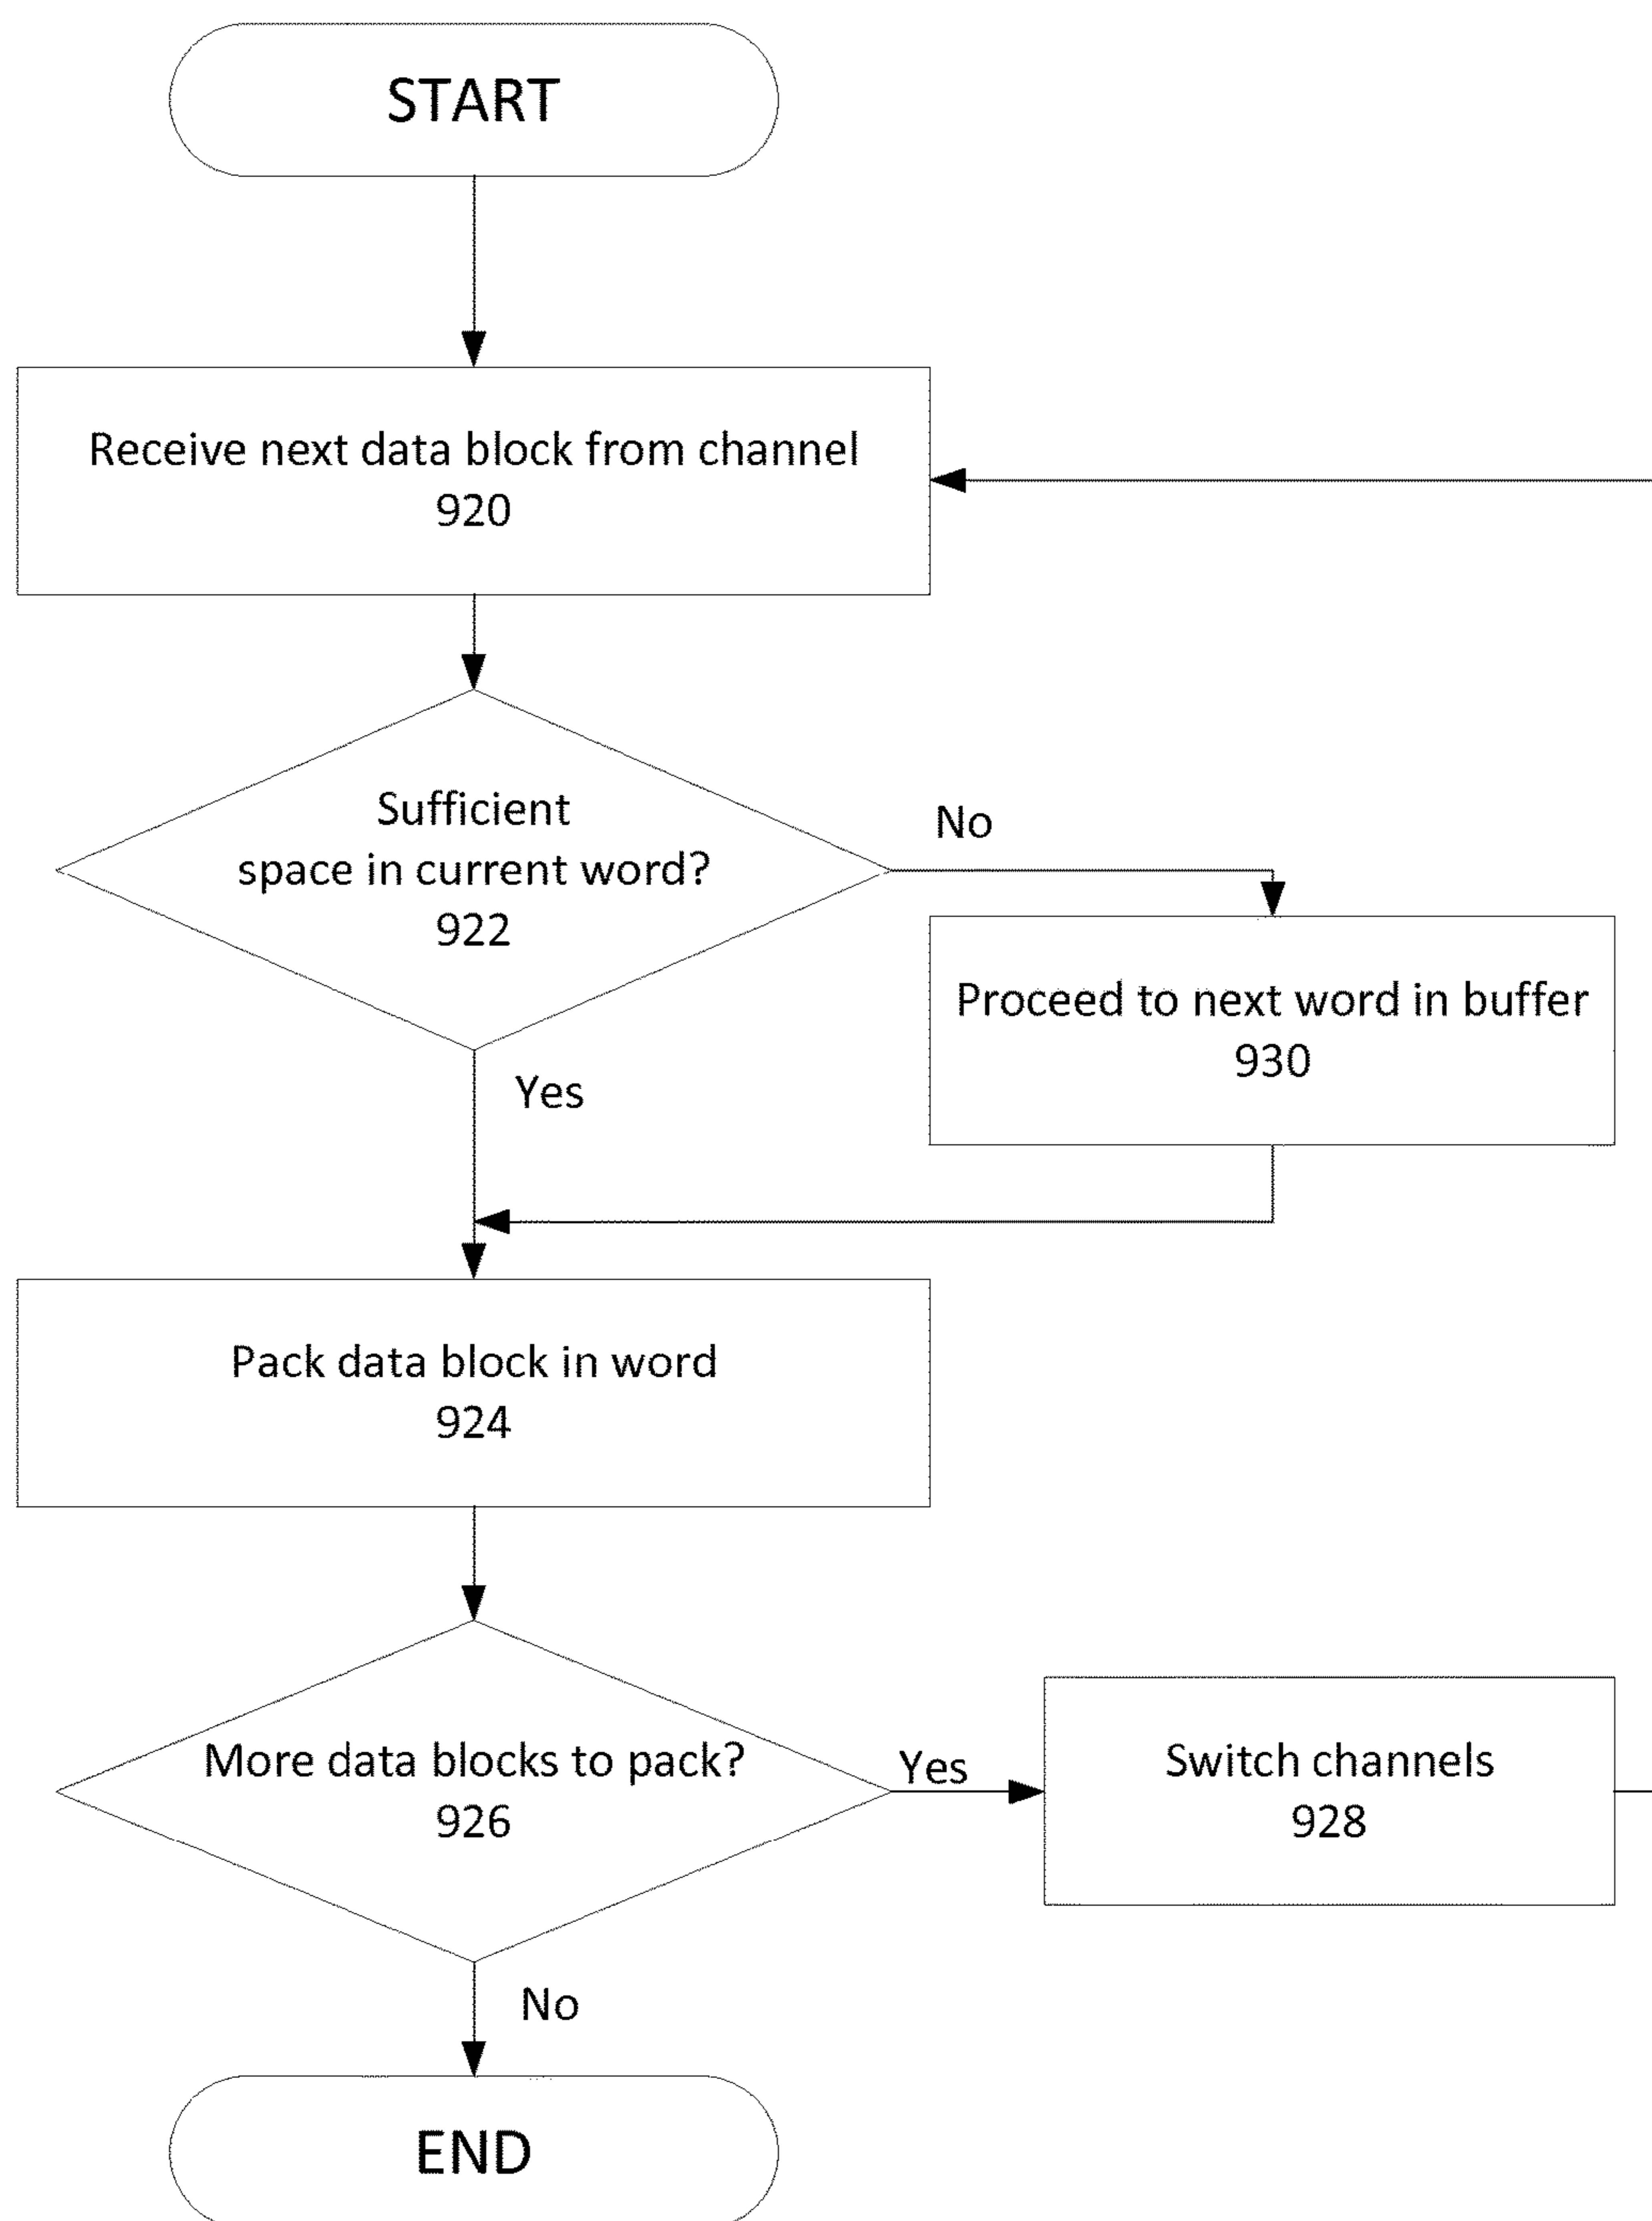 START
Receive next data block from channel
920
Sufficient
space in current word?
922
No
Proceed to next word in buffer
930
Yes
Pack data block in word
924
More data blocks to pack?
926
Yes
Switch channels
928
No
END